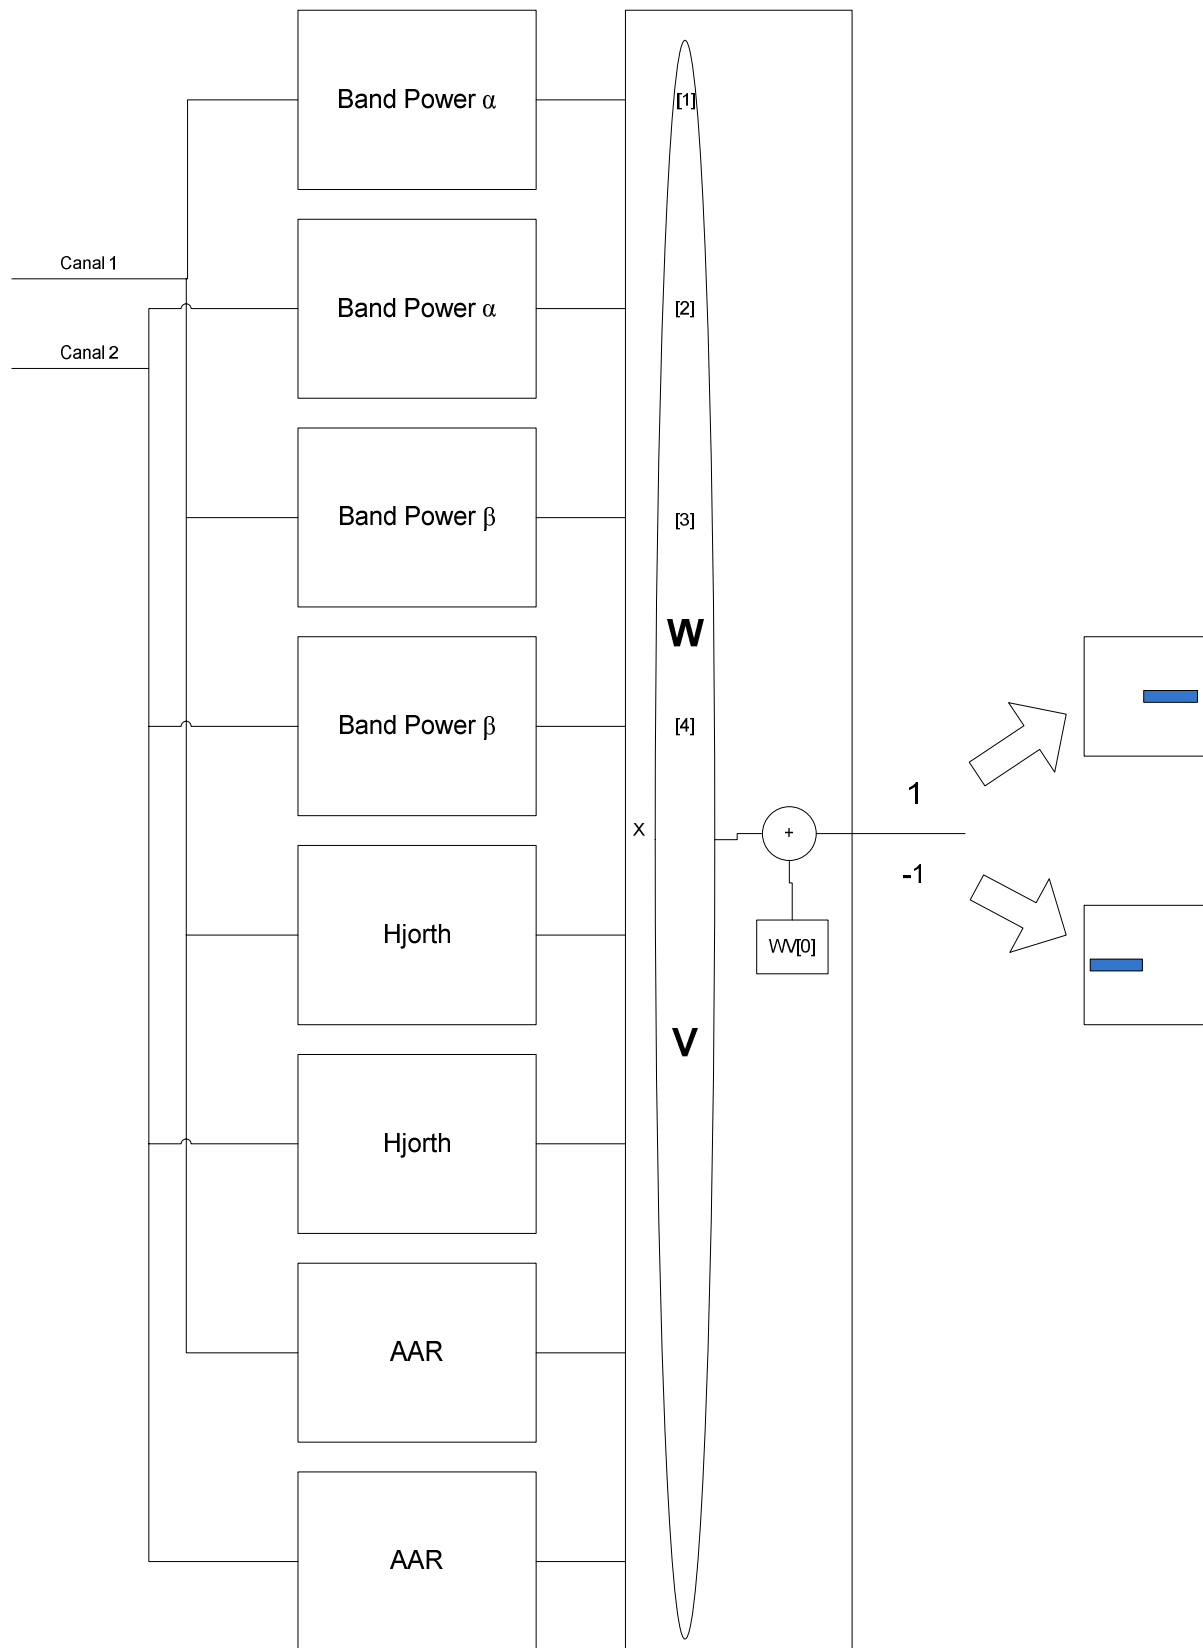 Band Power α
[1]
Canal 1
Band Power α
[2]
Canal 2
Band Power β
[3]
W
Band Power β
[4]
1
X
+
-1
Hjorth
WV[0]
V
Hjorth
AAR
AAR